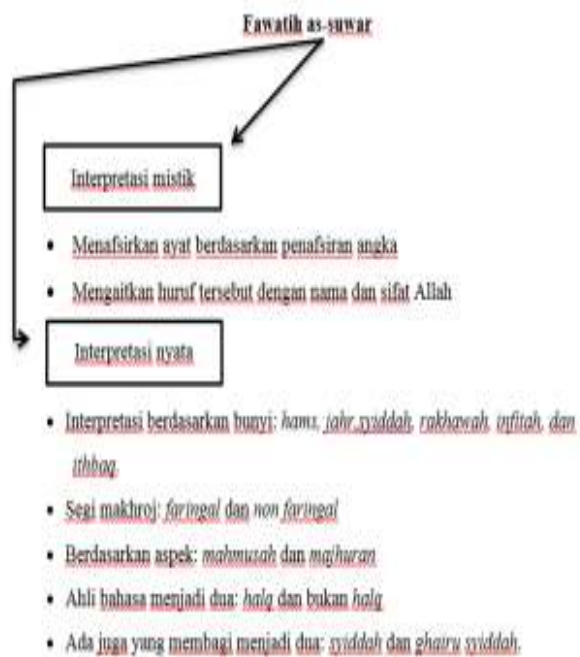 Fawatih as-suwar
Interpretasi mistik
• Menafsirkan ayat berdasarkan penafsiran angka
• Mengaitkan huruf tersebut dengan nama dan sifat Allah
Interpretasi nyata
• Interpretasi berdasarkan bunyi: hams, jahr,syiddah, rakhawah, infitah, dan
ithbaq.
• Segi makhroj: faringal dan non faringal
• Berdasarkan aspek: mahmusah dan majhuran
• Ahli bahasa menjadi dua: halq dan bukan halq
• Ada juga yang membagi menjadi dua: syiddah dan ghairu syiddah.